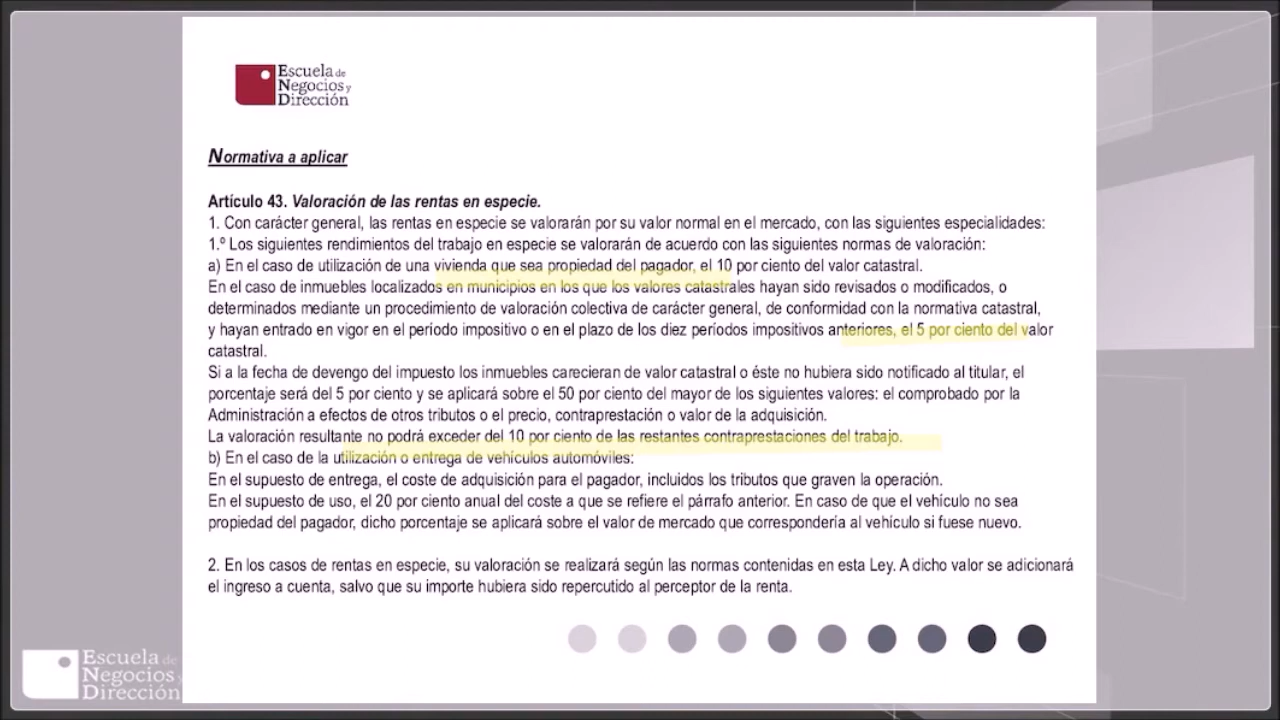 Escuela de
Negocios y
Dirección
Normativa a aplicar
Artículo 43. Valoración de las rentas en especie.
1. Con carácter general, las rentas en especie se valorarán por su valor normal en el mercado, con las siguientes especialidades:
1.º Los siguientes rendimientos del trabajo en especie se valorarán de acuerdo con las siguientes normas de valoración:
a) En el caso de utilización de una vivienda que sea propiedad del pagador, el 10 por ciento del valor catastral.
En el caso de inmuebles localizados en municipios en los que los valores catastrales hayan sido revisados o modificados, o
determinados mediante un procedimiento de valoración colectiva de carácter general, de conformidad con la normativa catastral,
y hayan entrado en vigor en el período impositivo o en el plazo de los diez períodos impositivos anteriores, el 5 por ciento del valor
catastral.
Si a la fecha de devengo del impuesto los inmuebles carecieran de valor catastral o éste no hubiera sido notificado al titular, el
porcentaje será del 5 por ciento y se aplicará sobre el 50 por ciento del mayor de los siguientes valores: el comprobado por la
Administración a efectos de otros tributos o el precio, contraprestación o valor de la adquisición.
La valoración resultante no podrá exceder del 10 por ciento de las restantes contraprestaciones del trabajo.
b) En el caso de la utilización o entrega de vehículos automóviles:
En el supuesto de entrega, el coste de adquisición para el pagador, incluidos los tributos que graven la operación.
En el supuesto de uso, el 20 por ciento anual del coste a que se refiere el párrafo anterior. En caso de que el vehículo no sea
propiedad del pagador, dicho porcentaje se aplicará sobre el valor de mercado que correspondería al vehículo si fuese nuevo.
2. En los casos de rentas en especie, su valoración se realizará según las normas contenidas en esta Ley. A dicho valor se adicionará
el ingreso a cuenta, salvo que su importe hubiera sido repercutido al perceptor de la renta.
Escuela de
Negocios y
Dirección